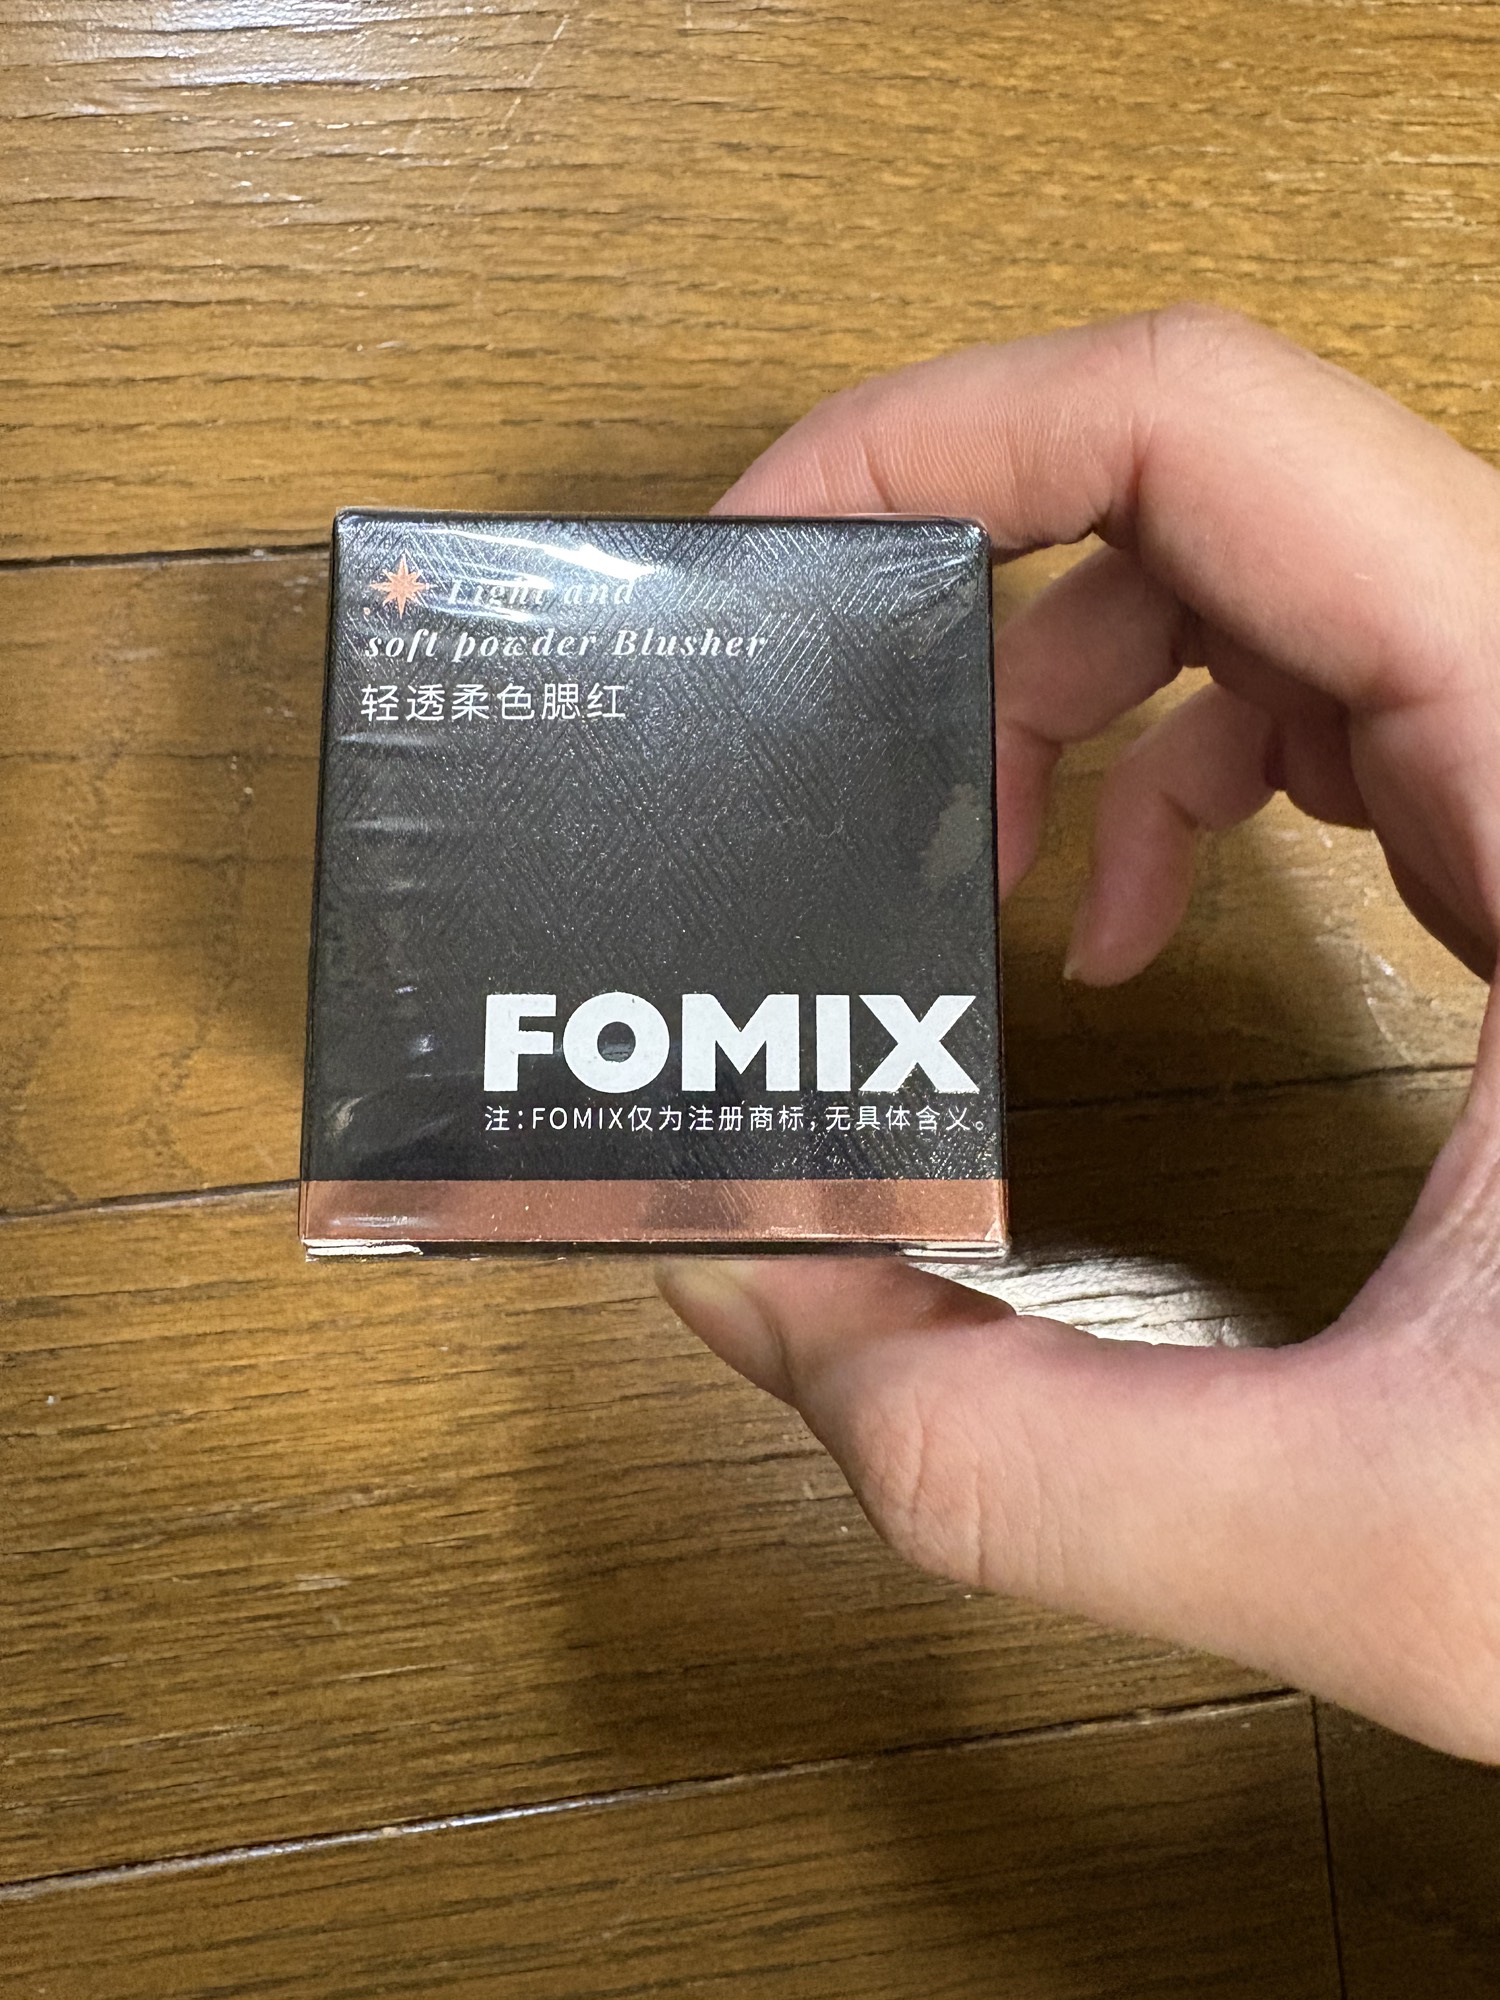 Light and
soft powder Blusher
轻透柔色腮红
FOMIX
注:FOMIX仅为注册商标,无具体含义。